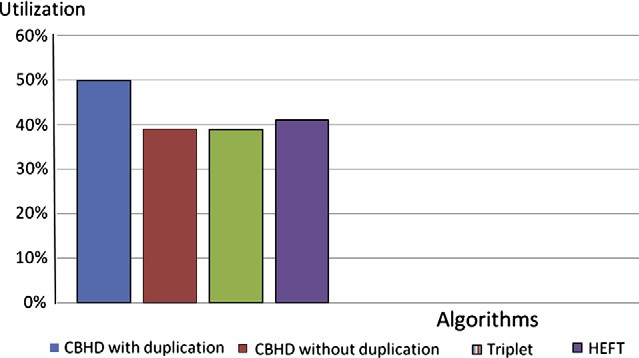 Utilization
60%
50%
40%
30%
20%
10%
0%
Algorithms
CBHD with duplication CBHD without duplication Triplet HEFT